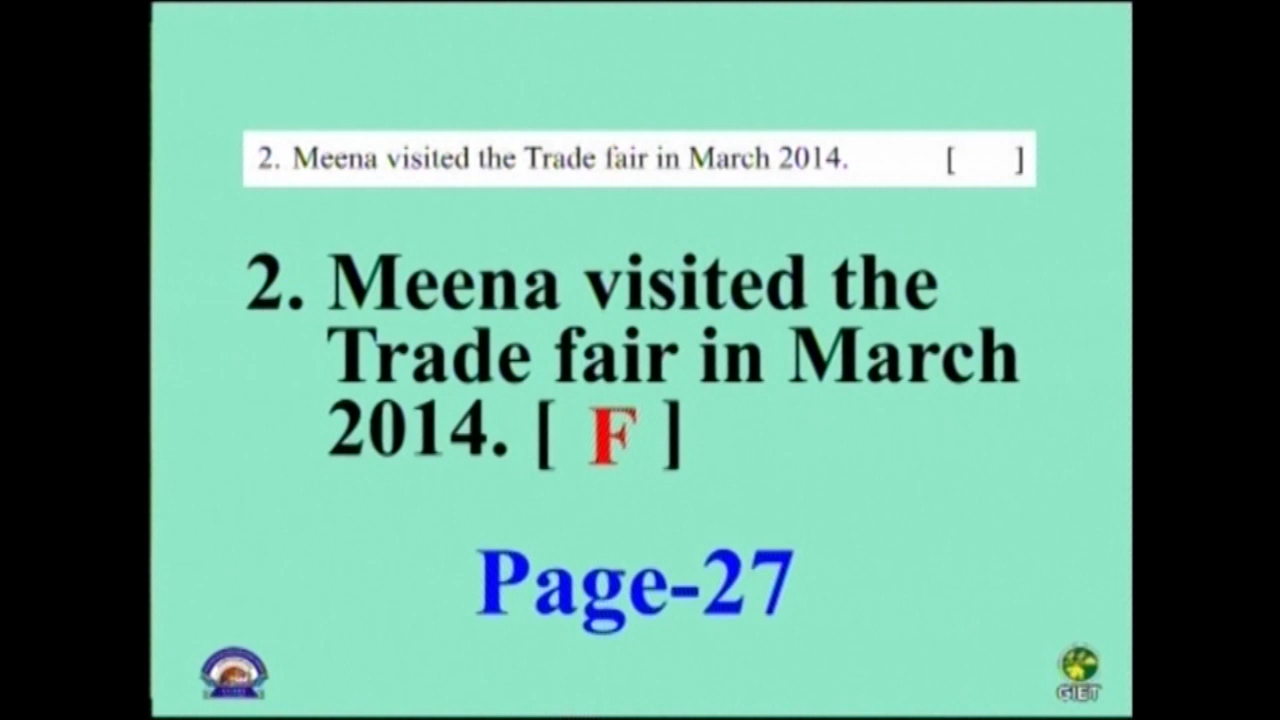 2. Meena visited the Trade fair in March 2014. [ ]
2. Meena visited the
Trade fair in March
2014. [ F ]
Page-27
GIET